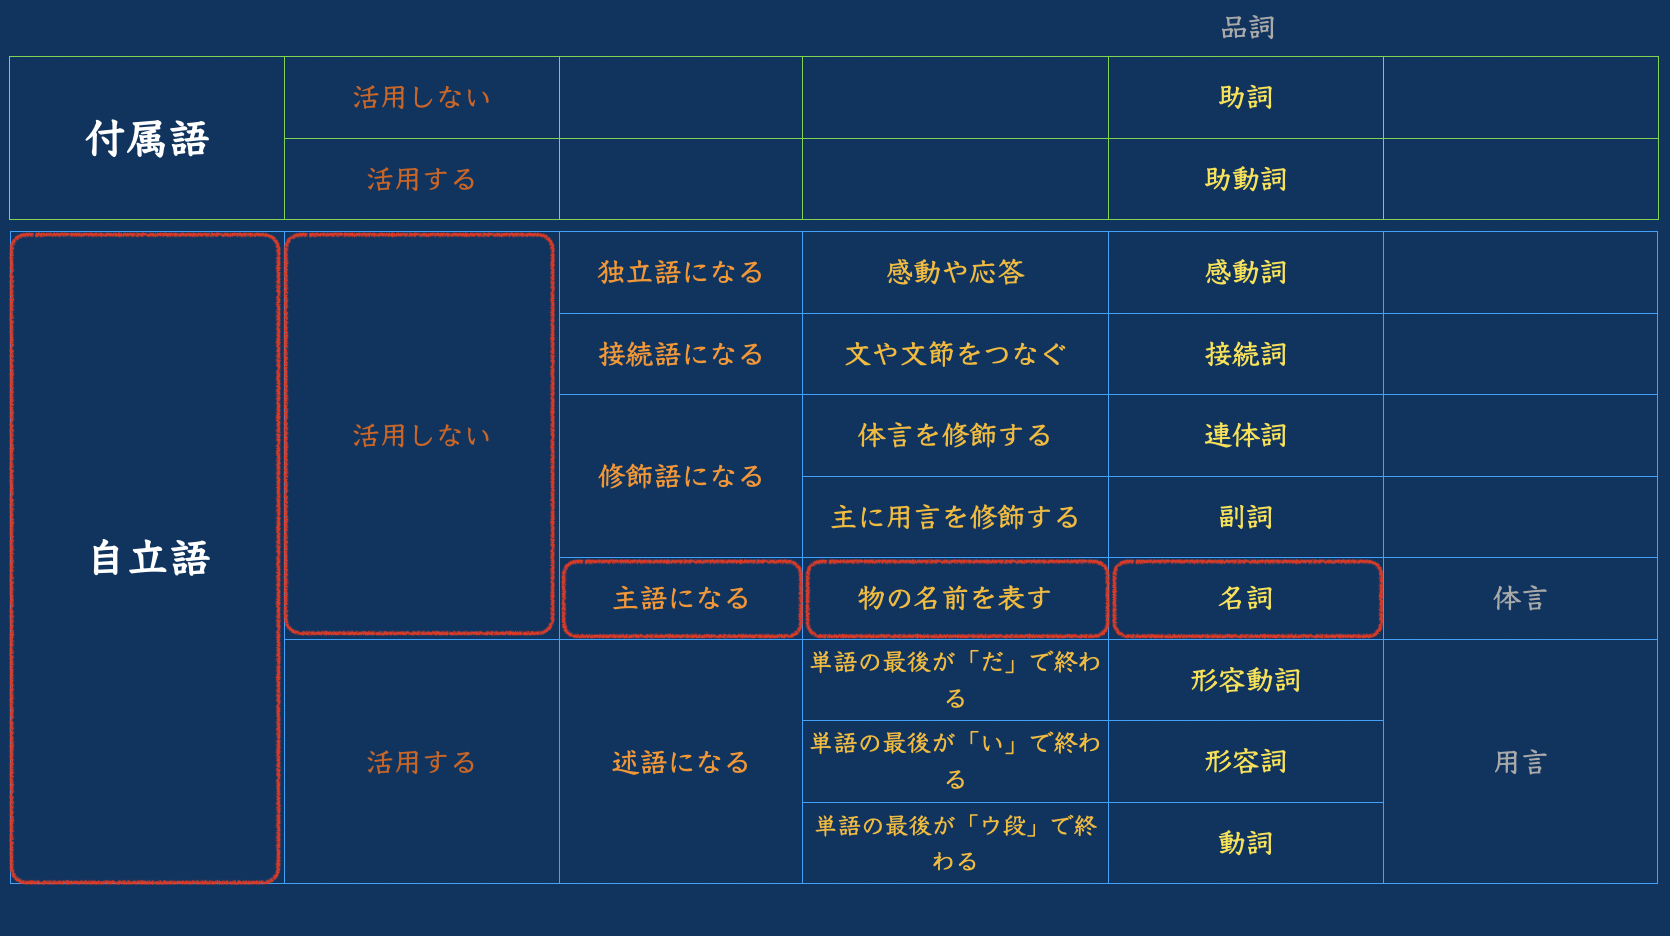 品詞
付属語
活用しない
助詞
活用する
助動詞
自立語
活用しない
独立語になる
感動や応答
感動詞
接続語になる
文や文節をつなぐ
接続詞
修飾語になる
体言を修飾する
連体詞
主に用言を修飾する
副詞
主語になる
物の名前を表す
名詞
体言
活用する
述語になる
単語の最後が「だ」で終わ
る
形容動詞
単語の最後が「い」で終わ
る
形容詞
単語の最後が「ウ段」で終
わる
動詞
用言